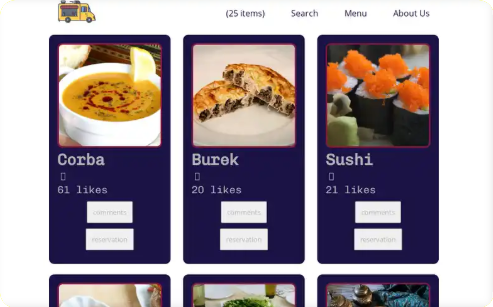 (25 items) Search Menu About Us
Corba Burek Sushi
61 likes 20 likes 21 likes
comments comments comments
reservation reservation reservation